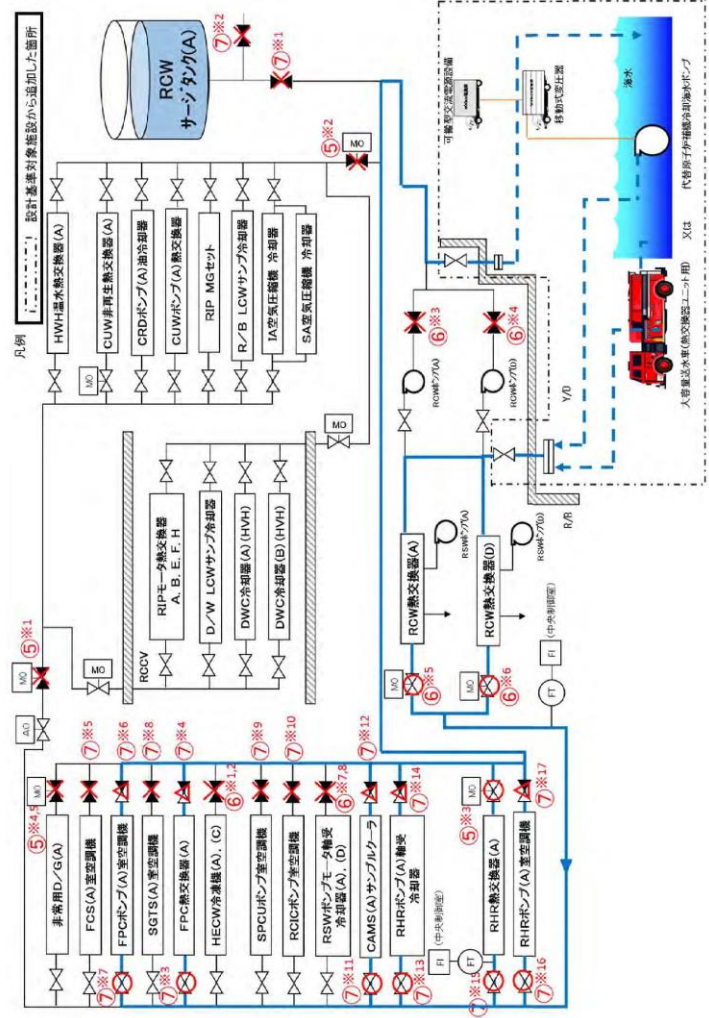 凡例
設計基準対象施設から追加した箇所
RCW
サージタンク(A)
⑦※2
⑦※1
⑤※2
MO
HWH温水熱交換器(A)
CUW非再生熱交換器(A)
CRDポンプ(A)油冷却器
CUWポンプ(A)熱交換器
RIP MGセット
R/B LCWサンプ冷却器
IA空気圧縮機 冷却器
SA空気圧縮機 冷却器
MO
RCCV
RIPモータ熱交換器
A, B, E, F, H
D/W LCWサンプ冷却器
DWC冷却器(A)(HVH)
DWC冷却器(B)(HVH)
MO
MO
⑤※1
MO
AO
可搬型交流電源設備
移動式変圧器
海水
代替原子炉補機冷却海水ポンプ
又は
大容量送水車(熱交換器ユニット用)
Y/D
R/B
⑥※3
⑥※4
RCWポンプ(A)
RCWポンプ(D)
RCW熱交換器(A)
RCW熱交換器(D)
RSWポンプ(A)
RSWポンプ(D)
MO
⑥※5
MO
⑥※6
FT
FI
(中央制御室)
⑤※4,5
MO
⑦※5
⑦※6
⑦※8
⑦※4
⑥※1,2
⑦※9
⑦※10
⑥※7,8
⑦※12
⑦※14
⑤※3
MO
⑦※17
非常用D/G(A)
FCS(A)室空調機
FPCポンプ(A)室空調機
SGTS(A)室空調機
FPC熱交換器(A)
HECW冷凍機(A), (C)
SPCUポンプ室空調機
RCICポンプ室空調機
RSWポンプモータ軸受
冷却器(A), (D)
CAMS(A)サンプルクーラ
RHRポンプ(A)軸受
冷却器
RHR熱交換器(A)
RHRポンプ(A)室空調機
FI
(中央制御室)
FT
⑦※7
⑦※3
⑦※11
⑦※13
⑦※15
⑦※16